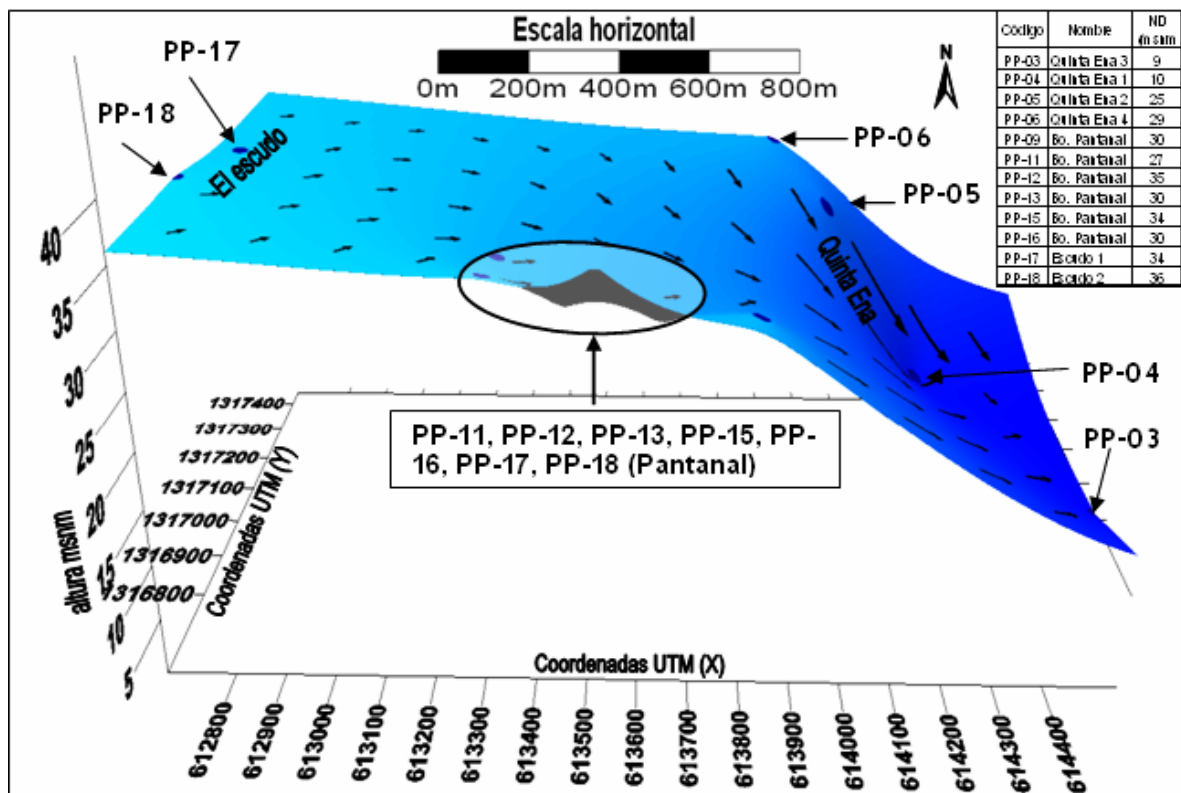 Escala horizontal
0m 200m 400m 600m 800m
N
PP-17
PP-18
El escudo
PP-06
PP-05
Quinta Ena
PP-04
PP-03
Código Nombre ND
PP-03 Quinta Ena 3 9
PP-04 Quinta Ena 1 10
PP-05 Quinta Ena 2 25
PP-06 Quinta Ena 4 29
PP-09 Bo. Pantanal 30
PP-11 Bo. Pantanal 27
PP-12 Bo. Pantanal 35
PP-13 Bo. Pantanal 30
PP-15 Bo. Pantanal 34
PP-16 Bo. Pantanal 30
PP-17 Escudo 1 34
PP-18 Escudo 2 36
PP-11, PP-12, PP-13, PP-15, PP-
16, PP-17, PP-18 (Pantanal)
40
35
30
25
20
15
10
5
altura msnm
1317400
1317300
1317200
1317100
1317000
1316900
1316800
Coordenadas UTM (Y)
Coordenadas UTM (X)
612800 612900 613000 613100 613200 613300 613400 613500 613600 613700 613800 613900 614000 614100 614200 614300 614400